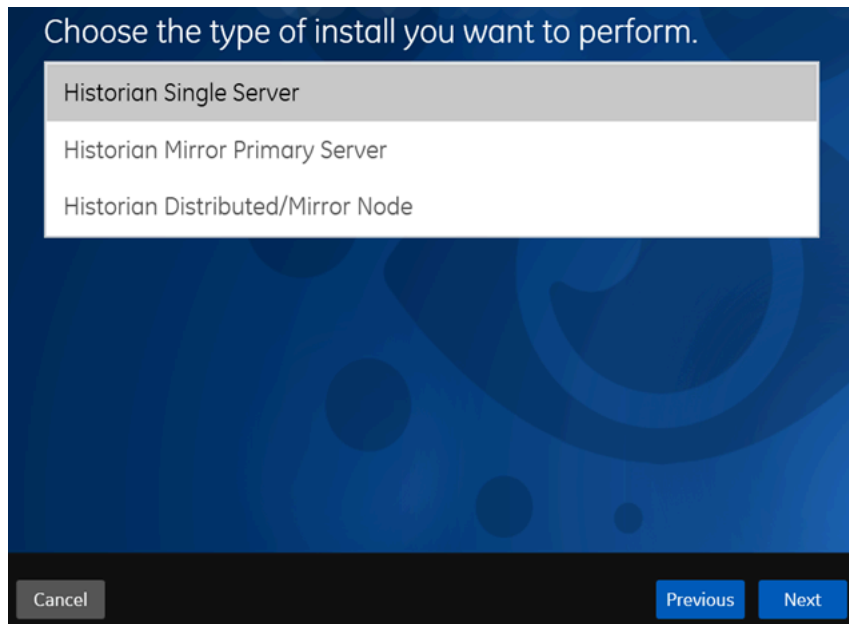 Choose the type of install you want to perform.
Historian Single Server
Historian Mirror Primary Server
Historian Distributed/Mirror Node
Cancel
Previous
Next